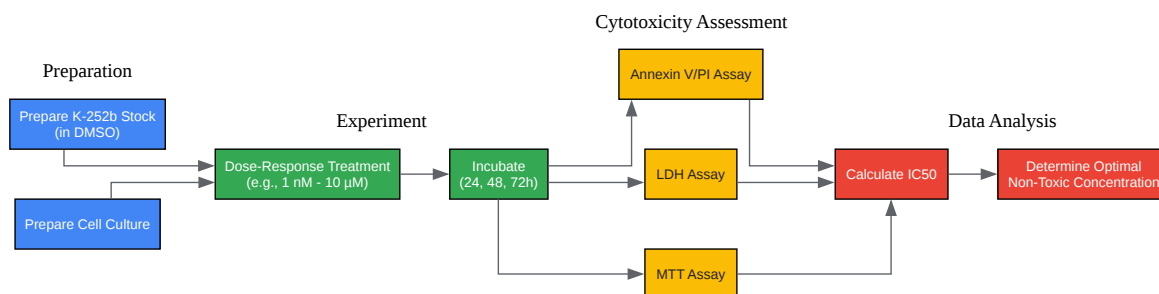 Cytotoxicity Assessment
Preparation
Annexin V/PI Assay
Prepare K-252b Stock
(in DMSO)
Experiment
Data Analysis
Dose-Response Treatment
(e.g., 1 nM - 10 µM)
Incubate
(24, 48, 72h)
LDH Assay
Calculate IC50
Determine Optimal
Non-Toxic Concentration
Prepare Cell Culture
MTT Assay